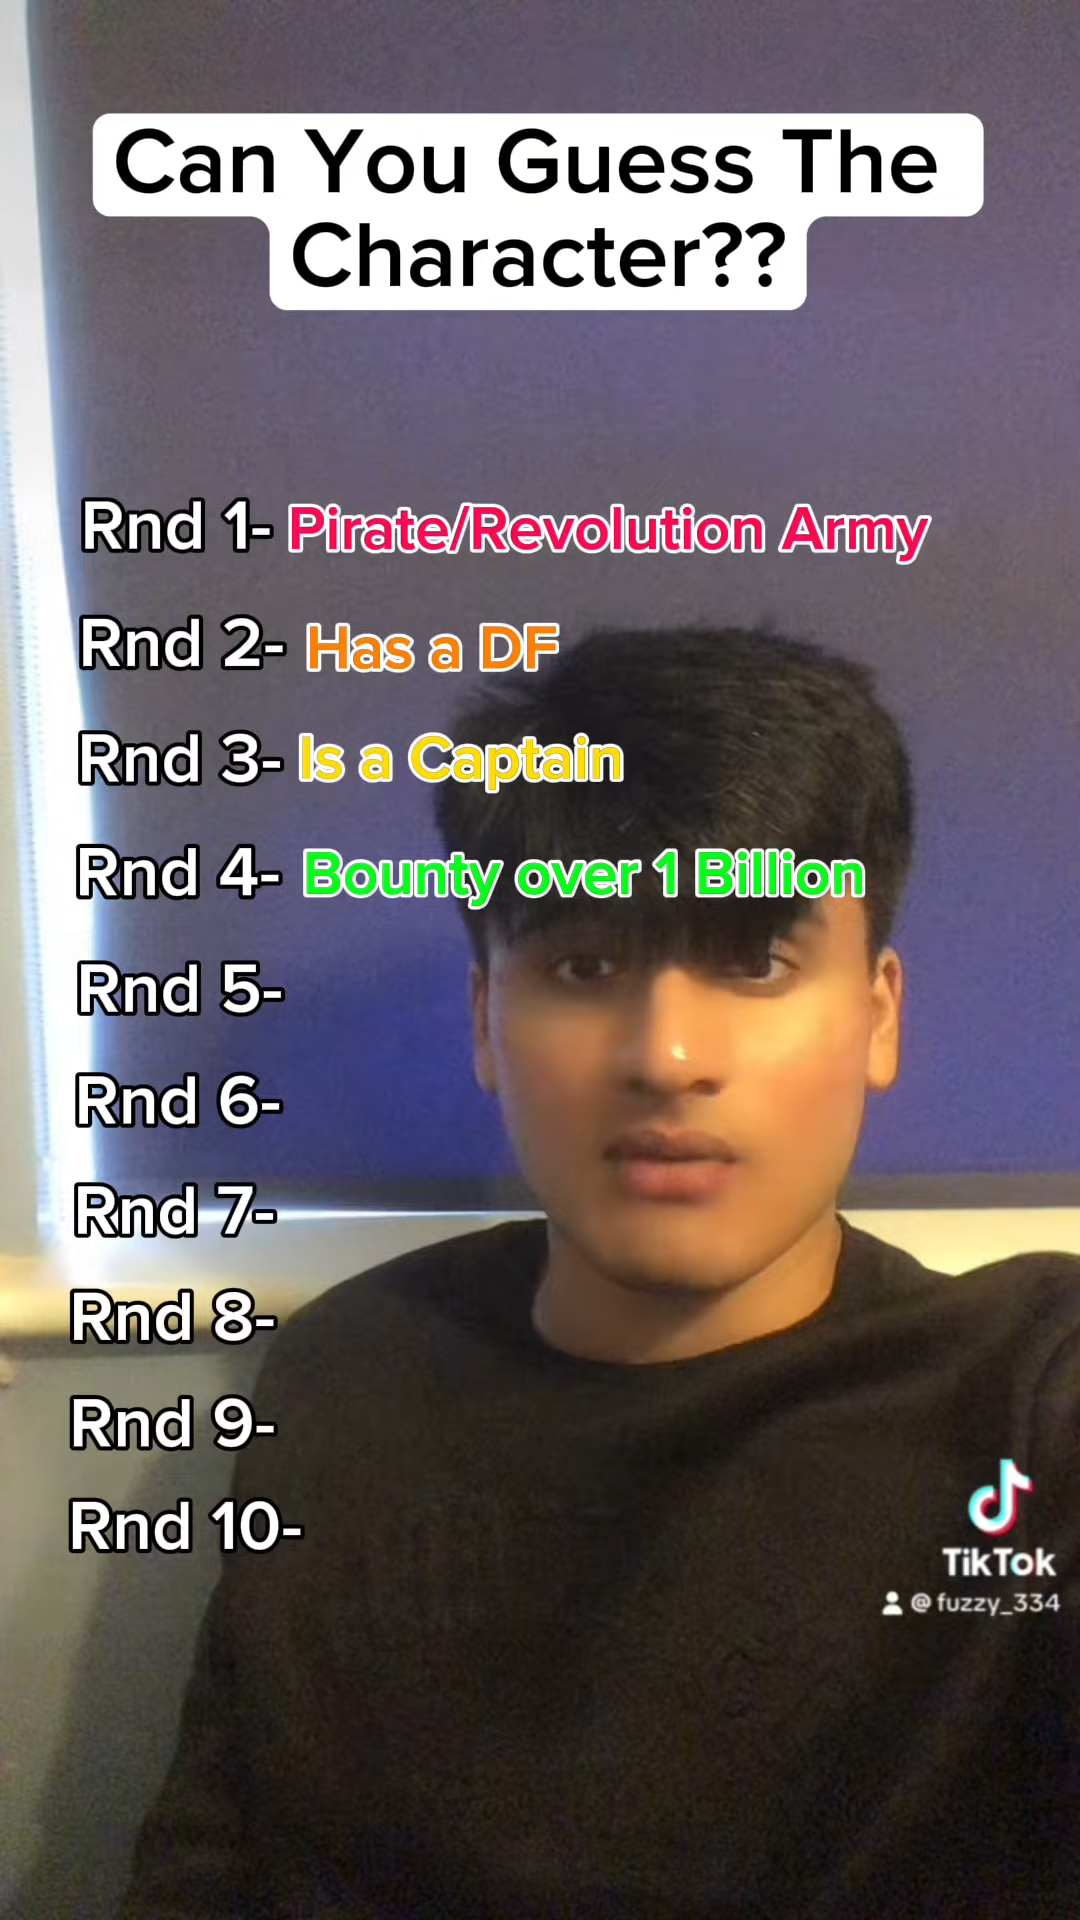 Can You Guess The
Character??
Rnd 1- Pirate/Revolution Army
Rnd 2- Has a DF
Rnd 3- Is a Captain
Rnd 4- Bounty over 1 Billion
Rnd 5-
Rnd 6-
Rnd 7-
Rnd 8-
Rnd 9-
Rnd 10-
TikTok
@fuzzy_334